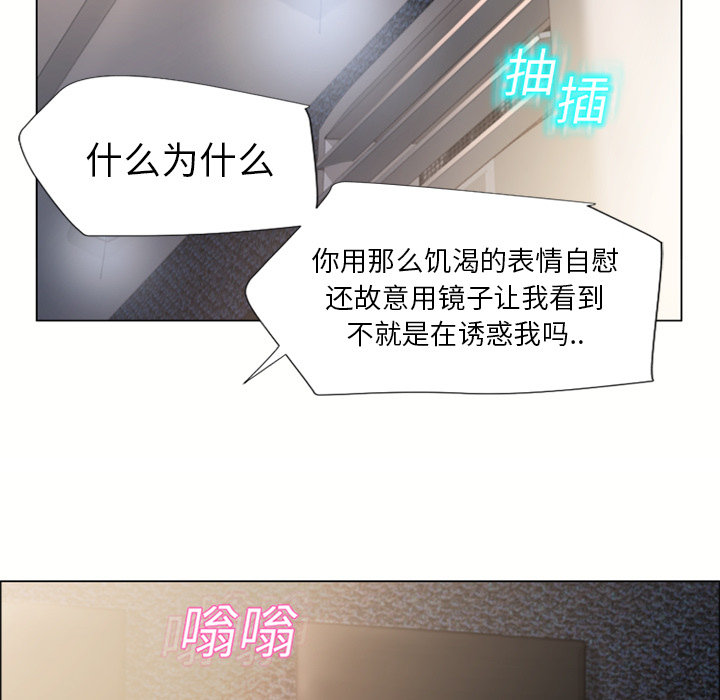 抽插
什么为什么
你用那么饥渴的表情自慰
还故意用镜子让我看到
不就是在诱惑我吗..
嗡嗡